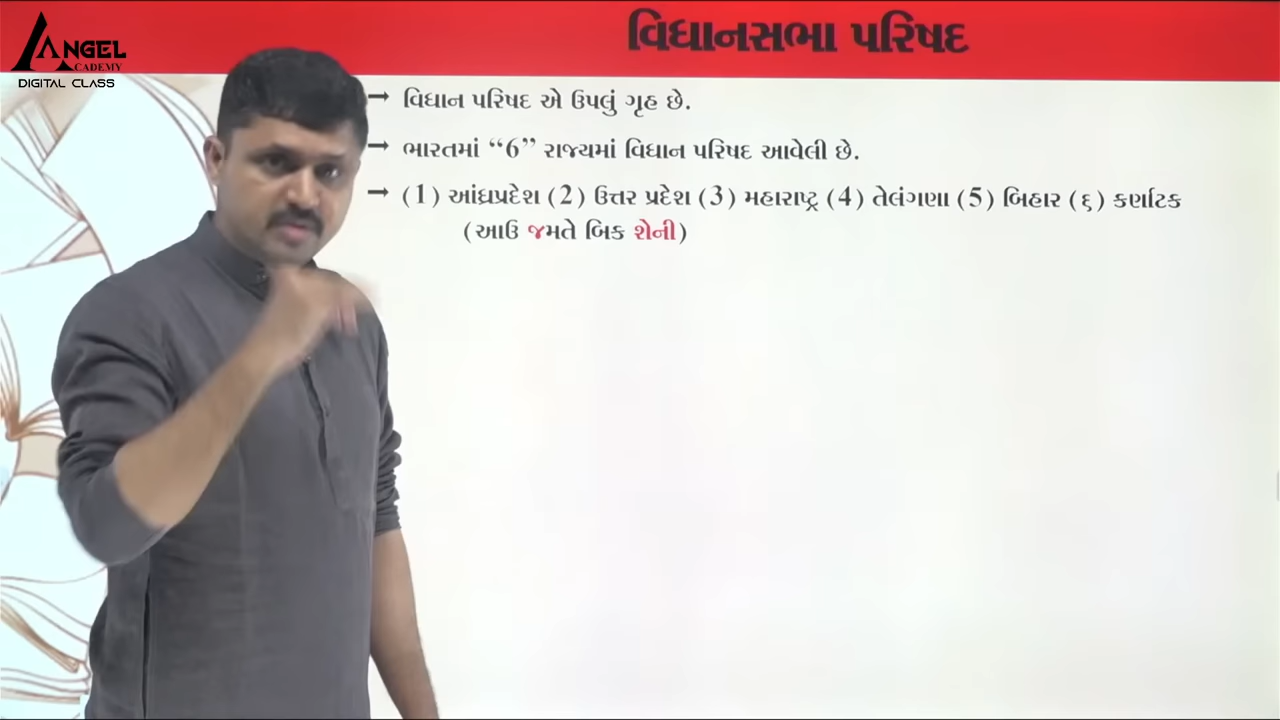 ANGEL
ACADEMY
DIGITAL CLASS
વિધાનસભા પરિષદ
→ વિધાન પરિષદ એ ઉપલું ગૃહ છે.
→ ભારતમાં “6” રાજ્યમાં વિધાન પરિષદ આવેલી છે.
→ (1) આંધ્રપ્રદેશ (2) ઉત્તર પ્રદેશ (3) મહારાષ્ટ્ર (4) તેલંગણા (5) બિહાર (૬) કર્ણાટક
(આઉ જમતે બિક શેની)